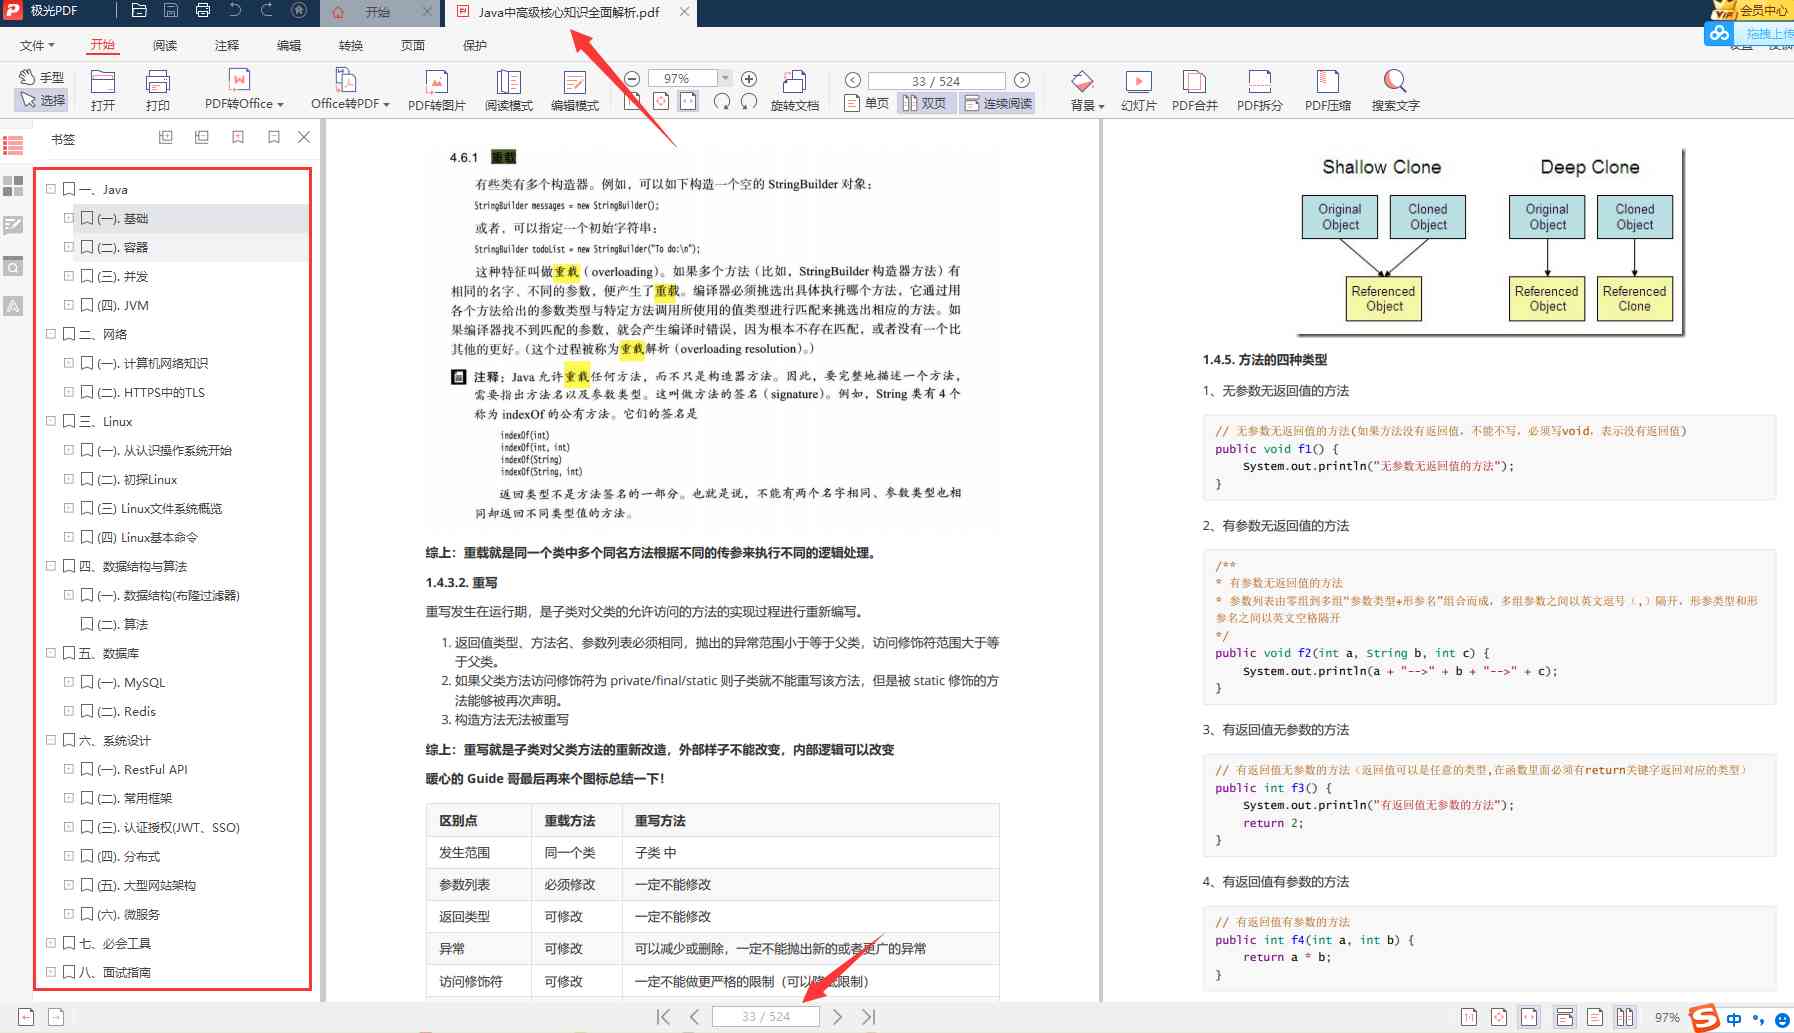 极光PDF
开始
Java中高级核心知识全面解析.pdf
会员中心
拖拽上传
文件 开始 阅读 注释 编辑 转换 页面 保护
手型
选择
打开
打印
PDF转Office
Office转PDF
PDF转图片
阅读模式
编辑模式
97%
旋转文档
33 / 524
单页
双页
连续阅读
背景
幻灯片
PDF合并
PDF拆分
PDF压缩
搜索文字
书签
一、Java
(一). 基础
(二). 容器
(三). 并发
(四). JVM
二、网络
(一). 计算机网络知识
(二). HTTPS中的TLS
三、Linux
(一). 从认识操作系统开始
(二). 初探Linux
(三) Linux文件系统概览
(四) Linux基本命令
四、数据结构与算法
(一). 数据结构(布隆过滤器)
(二). 算法
五、数据库
(一). MySQL
(二). Redis
六、系统设计
(一). RestFul API
(二). 常用框架
(三). 认证授权(JWT、SSO)
(四). 分布式
(五). 大型网站架构
(六). 微服务
七、必会工具
八、面试指南
4.6.1 重载
有些类有多个构造器。例如，可以如下构造一个空的 StringBuilder 对象：
StringBuilder messages = new StringBuilder();
或者，可以指定一个初始字符串：
StringBuilder todoList = new StringBuilder("To do:\n");
这种特征叫做重载（overloading）。如果多个方法（比如，StringBuilder 构造器方法）有
相同的名字、不同的参数，便产生了重载。编译器必须挑选出具体执行哪个方法，它通过用
各个方法给出的参数类型与特定方法调用所使用的值类型进行匹配来挑选出相应的方法。如
果编译器找不到匹配的参数，就会产生编译时错误，因为根本不存在匹配，或者没有一个比
其他的更好。（这个过程被称为重载解析（overloading resolution）。）
注释：Java 允许重载任何方法，而不只是构造器方法。因此，要完整地描述一个方法，
需要指出方法名以及参数类型。这叫做方法的签名（signature）。例如，String 类有 4 个
称为 indexOf 的公有方法。它们的签名是
indexOf(int)
indexOf(int, int)
indexOf(String)
indexOf(String, int)
返回类型不是方法签名的一部分。也就是说，不能有两个名字相同、参数类型也相
同却返回不同类型值的方法。
综上：重载就是同一个类中多个同名方法根据不同的传参来执行不同的逻辑处理。
1.4.3.2. 重写
重写发生在运行期，是子类对父类的允许访问的方法的实现过程进行重新编写。
1. 返回值类型、方法名、参数列表必须相同，抛出的异常范围小于等于父类，访问修饰符范围大于等
于父类。
2. 如果父类方法访问修饰符为 private/final/static 则子类就不能重写该方法，但是被 static 修饰的方
法能够被再次声明。
3. 构造方法无法被重写
综上：重写就是子类对父类方法的重新改造，外部样子不能改变，内部逻辑可以改变
暖心的 Guide 哥最后再来个图标总结一下！
区别点 重载方法 重写方法
发生范围 同一个类 子类 中
参数列表 必须修改 一定不能修改
返回类型 可修改 一定不能修改
异常 可修改 可以减少或删除，一定不能抛出新的或者更广的异常
访问修饰符 可修改 一定不能做更严格的限制（可以降低限制）
Shallow Clone Deep Clone
Original Object
Cloned Object
Original Object
Cloned Object
Referenced Object
Referenced Object
Referenced Clone
1.4.5. 方法的四种类型
1、无参数无返回值的方法
// 无参数无返回值的方法(如果方法没有返回值，不能不写，必须写void，表示没有返回值)
public void f1() {
System.out.println("无参数无返回值的方法");
}
2、有参数无返回值的方法
/**
* 有参数无返回值的方法
* 参数列表由零组到多组“参数类型+形参名”组合而成，多组参数之间以英文逗号（,）隔开，形参类型和形
参名之间以英文空格隔开
*/
public void f2(int a, String b, int c) {
System.out.println(a + "-->" + b + "-->" + c);
}
3、有返回值无参数的方法
// 有返回值无参数的方法（返回值可以是任意的类型,在函数里面必须有return关键字返回对应的类型）
public int f3() {
System.out.println("有返回值无参数的方法");
return 2;
}
4、有返回值有参数的方法
// 有返回值有参数的方法
public int f4(int a, int b) {
return a * b;
}
33 / 524
97%
中